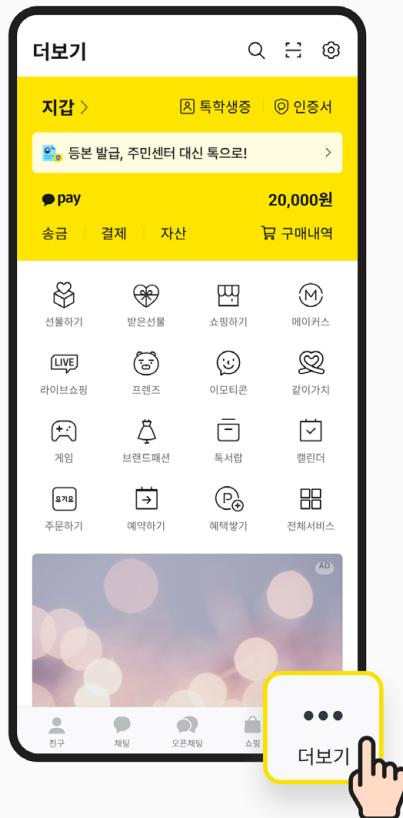 더보기
지갑 >
톡학생증
인증서
등본 발급, 주민센터 대신 톡으로! >
pay
20,000원
송금
결제
자산
구매내역
선물하기
받은선물
쇼핑하기
M
메이커스
LIVE
라이브쇼핑
프렌즈
이모티콘
같이가치
게임
브랜드패션
톡서랍
캘린더
요기요
주문하기
예약하기
P
혜택쌓기
전체서비스
AD
친구
채팅
오픈채팅
쇼핑
더보기